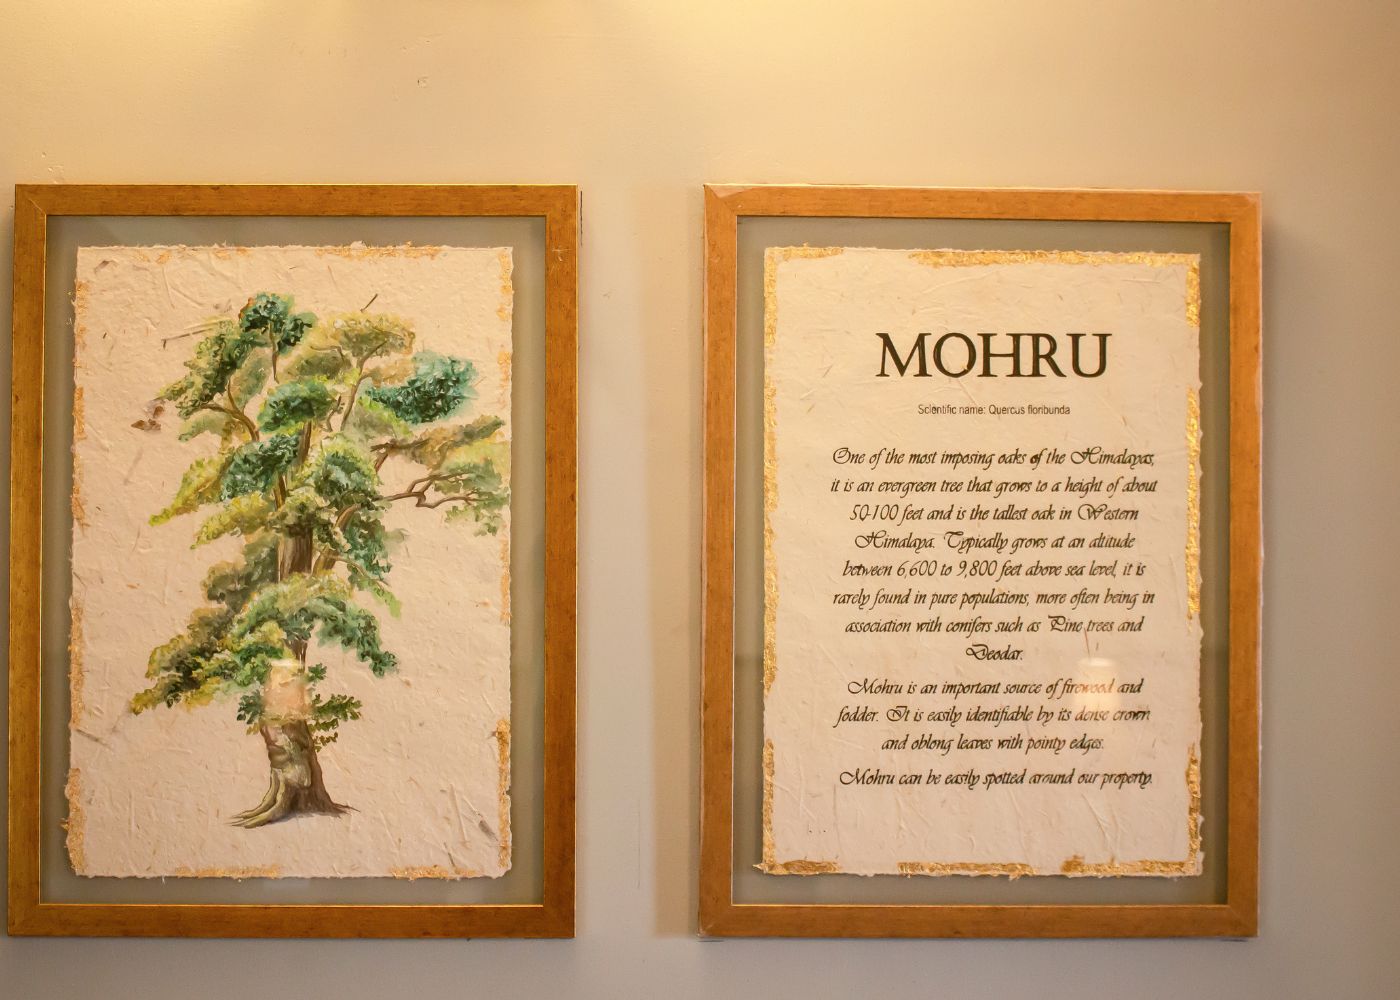 MOHRU
Scientific name: Quercus floribunda
One of the most imposing oaks of the Himalayas,
it is an evergreen tree that grows to a height of about
50-100 feet and is the tallest oak in Western
Himalaya. Typically grows at an altitude
between 6,600 to 9,800 feet above sea level, it is
rarely found in pure populations, more often being in
association with conifers such as Pine trees and
Deodar.
Mohru is an important source of firewood and
fodder. It is easily identifiable by its dense crown
and oblong leaves with pointy edges.
Mohru can be easily spotted around our property.